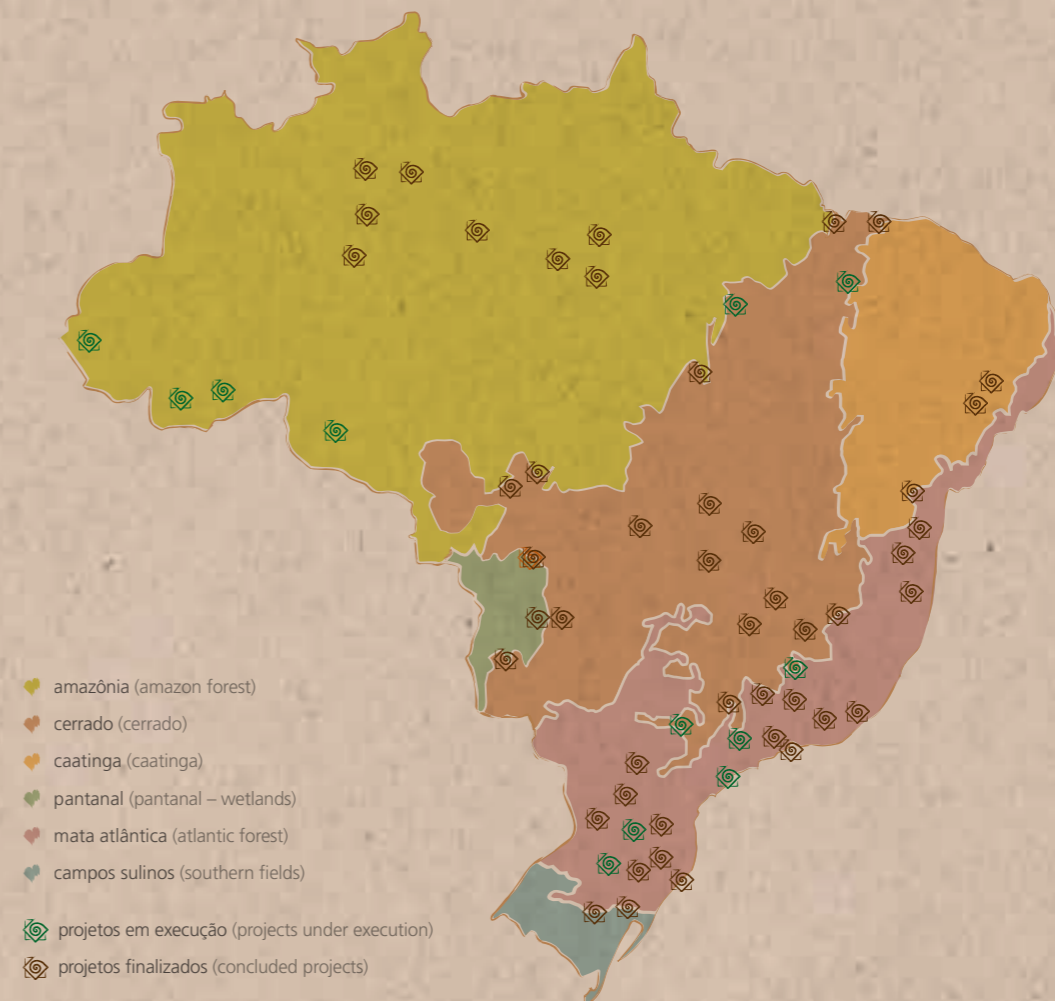 amazônia (amazon forest)
cerrado (cerrado)
caatinga (caatinga)
pantanal (pantanal – wetlands)
mata atlântica (atlantic forest)
campos sulinos (southern fields)
projetos em execução (projects under execution)
projetos finalizados (concluded projects)